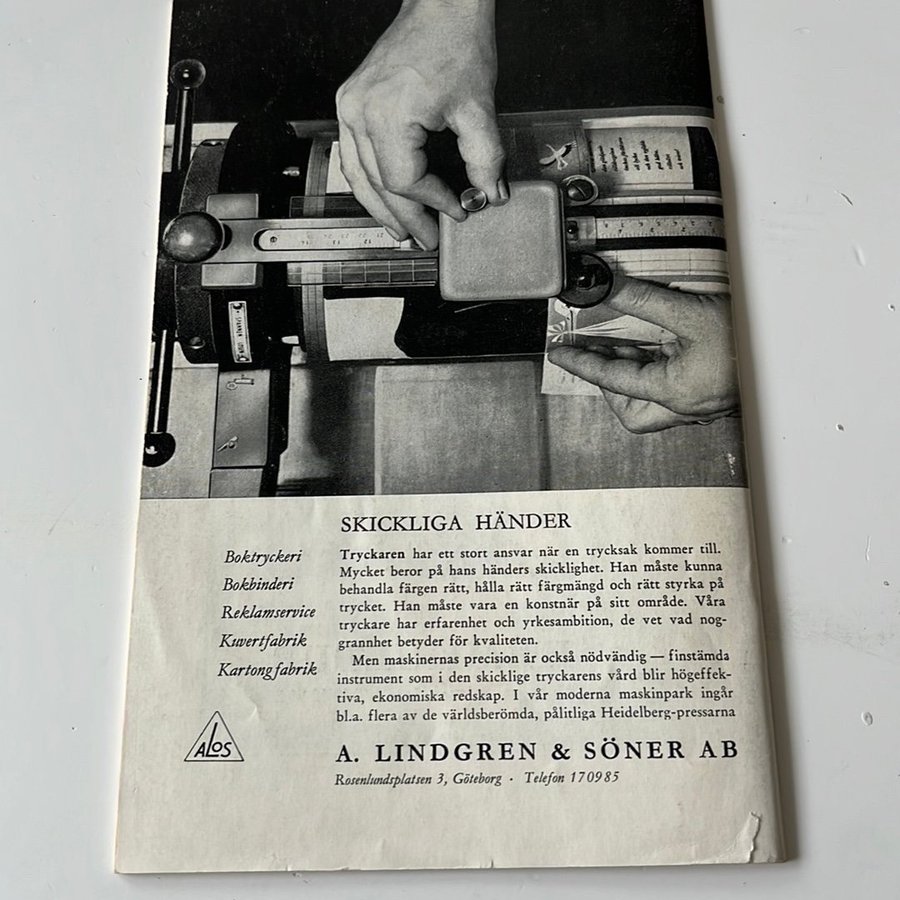 SKICKLIGA HÄNDER
Boktryckeri
Bokbinderi
Reklamservice
Kuvertfabrik
Kartongfabrik
Tryckaren har ett stort ansvar när en trycksak kommer till.
Mycket beror på hans händers skicklighet. Han måste kunna
behandla färgen rätt, hålla rätt färgmängd och rätt styrka på
trycket. Han måste vara en konstnär på sitt område. Våra
tryckare har erfarenhet och yrkesambition, de vet vad nog-
grannhet betyder för kvaliteten.
Men maskinernas precision är också nödvändig — finstämda
instrument som i den skicklige tryckarens vård blir högeffek-
tiva, ekonomiska redskap. I vår moderna maskinpark ingår
bl.a. flera av de världsberömda, pålitliga Heidelberg-pressarna
ALOS
A. LINDGREN & SÖNER AB
Rosenlundsplatsen 3, Göteborg · Telefon 170985